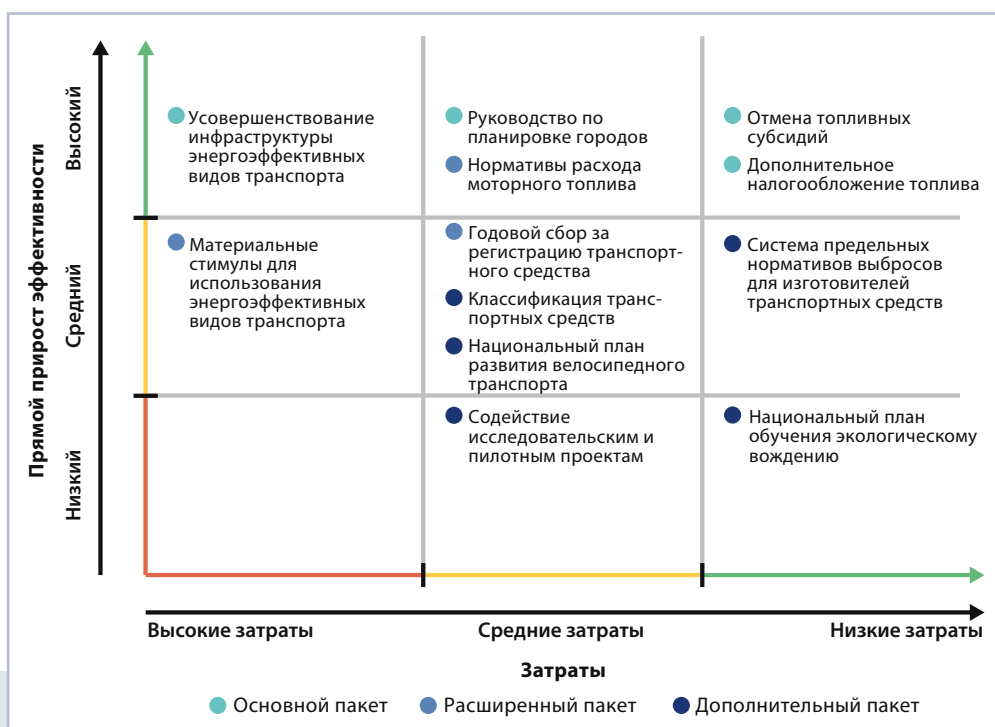 Прямой прирост эффективности
Высокий
Средний
Низкий
Усовершенствование
инфраструктуры
энергоэффективных
видов транспорта
Руководство по
планировке городов
Нормативы расхода
моторного топлива
Отмена топливных
субсидий
Дополнительное
налогообложение топлива
Материальные
стимулы для
использования
энергоэффективных
видов транспорта
Годовой сбор за
регистрацию транспорт-
ного средства
Классификация транс-
портных средств
Национальный план
развития велосипедного
транспорта
Система предельных
нормативов выбросов
для изготовителей
транспортных средств
Содействие
исследовательским и
пилотным проектам
Национальный план
обучения экологическому
вождению
Высокие затраты
Средние затраты
Низкие затраты
Затраты
Основной пакет
Расширенный пакет
Дополнительный пакет